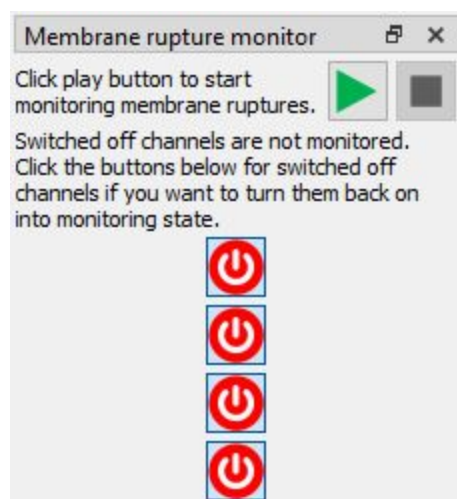 Membrane rupture monitor
Click play button to start
monitoring membrane ruptures.
Switched off channels are not monitored.
Click the buttons below for switched off
channels if you want to turn them back on
into monitoring state.